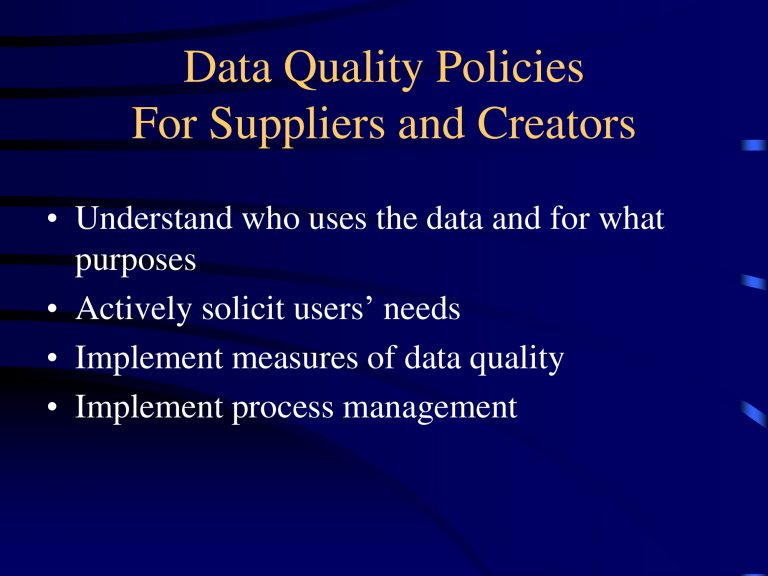 Data Quality Policies
For Suppliers and Creators
• Understand who uses the data and for what
purposes
• Actively solicit users’ needs
• Implement measures of data quality
• Implement process management